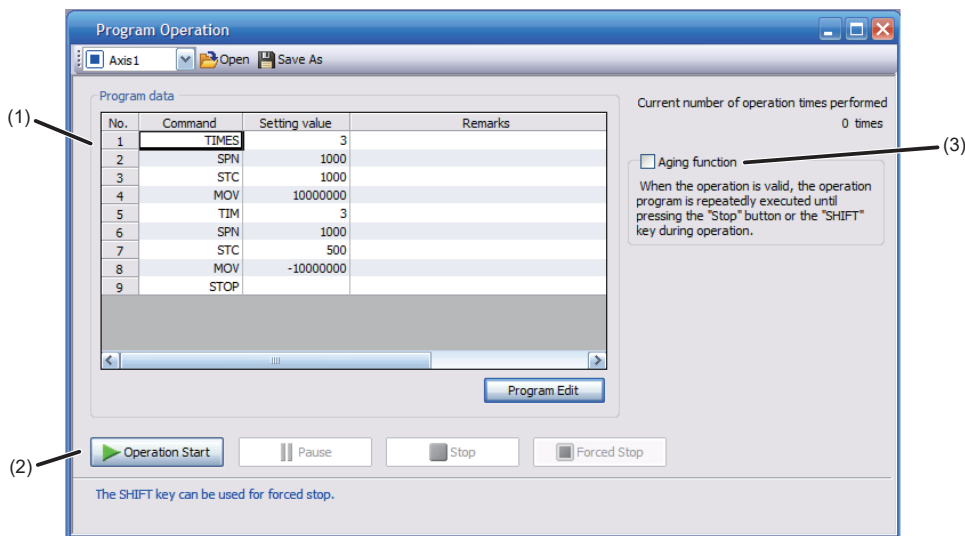 Program Operation
Axis1 Open Save As
Program data
No. Command Setting value Remarks
1 TIMES 3
2 SPN 1000
3 STC 1000
4 MOV 10000000
5 TIM 3
6 SPN 1000
7 STC 500
8 MOV -10000000
9 STOP
Program Edit
Current number of operation times performed
0 times
Aging function
When the operation is valid, the operation
program is repeatedly executed until
pressing the "Stop" button or the "SHIFT"
key during operation.
Operation Start Pause Stop Forced Stop
The SHIFT key can be used for forced stop.
(1)
(2)
(3)